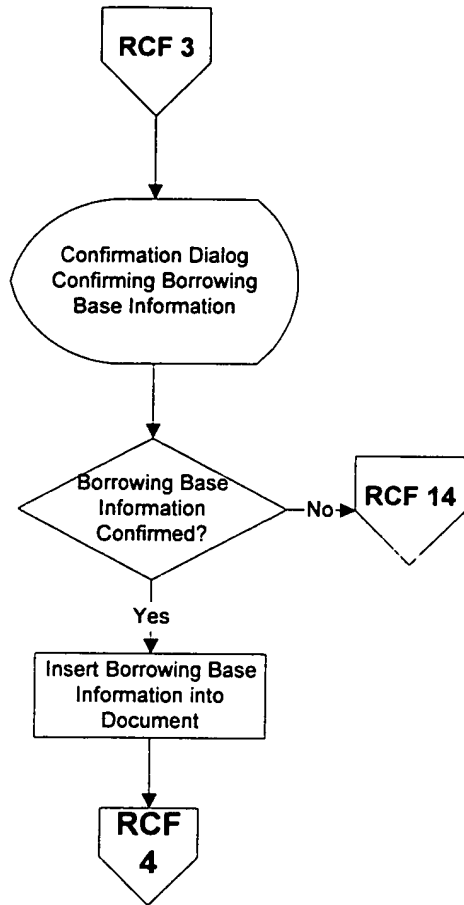 RCF 3
Confirmation Dialog
Confirming Borrowing
Base Information
Borrowing Base
Information
Confirmed?
No
RCF 14
Yes
Insert Borrowing Base
Information into
Document
RCF
4